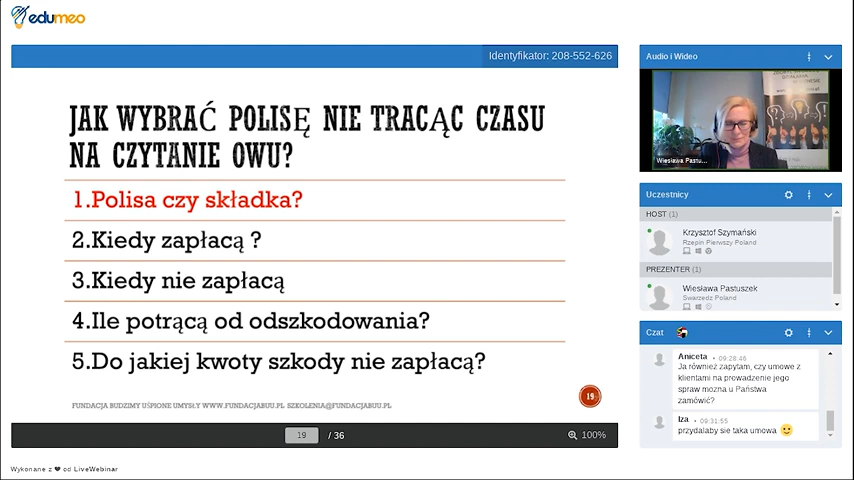 edumeo
Identyfikator: 208-552-626
JAK WYBRAĆ POLISĘ NIE TRACĄC CZASU
NA CZYTANIE OWU?
1.Polisa czy składka?
2.Kiedy zapłacą ?
3.Kiedy nie zapłacą
4.Ile potrącą od odszkodowania?
5.Do jakiej kwoty szkody nie zapłacą?
FUNDACJA BUDZIMY UŚPIONE UMYSŁY WWW.FUNDACJABUU.PL SZKOLENIA@FUNDACJABUU.PL
19
19 / 36
100%
Wykonane z ❤ od LiveWebinar
Audio i Wideo
Wiesława Pastu...
Uczestnicy
HOST (1)
Krzysztof Szymański
Rzepin Pierwszy Poland
PREZENTER (1)
Wiesława Pastuszek
Swarzedz Poland
Czat
Aniceta • 09:28:46
Ja również zapytam, czy umowe z
klientami na prowadzenie jego
spraw mozna u Państwa
zamówić?
Iza • 09:31:55
przydalaby sie taka umowa 🙂